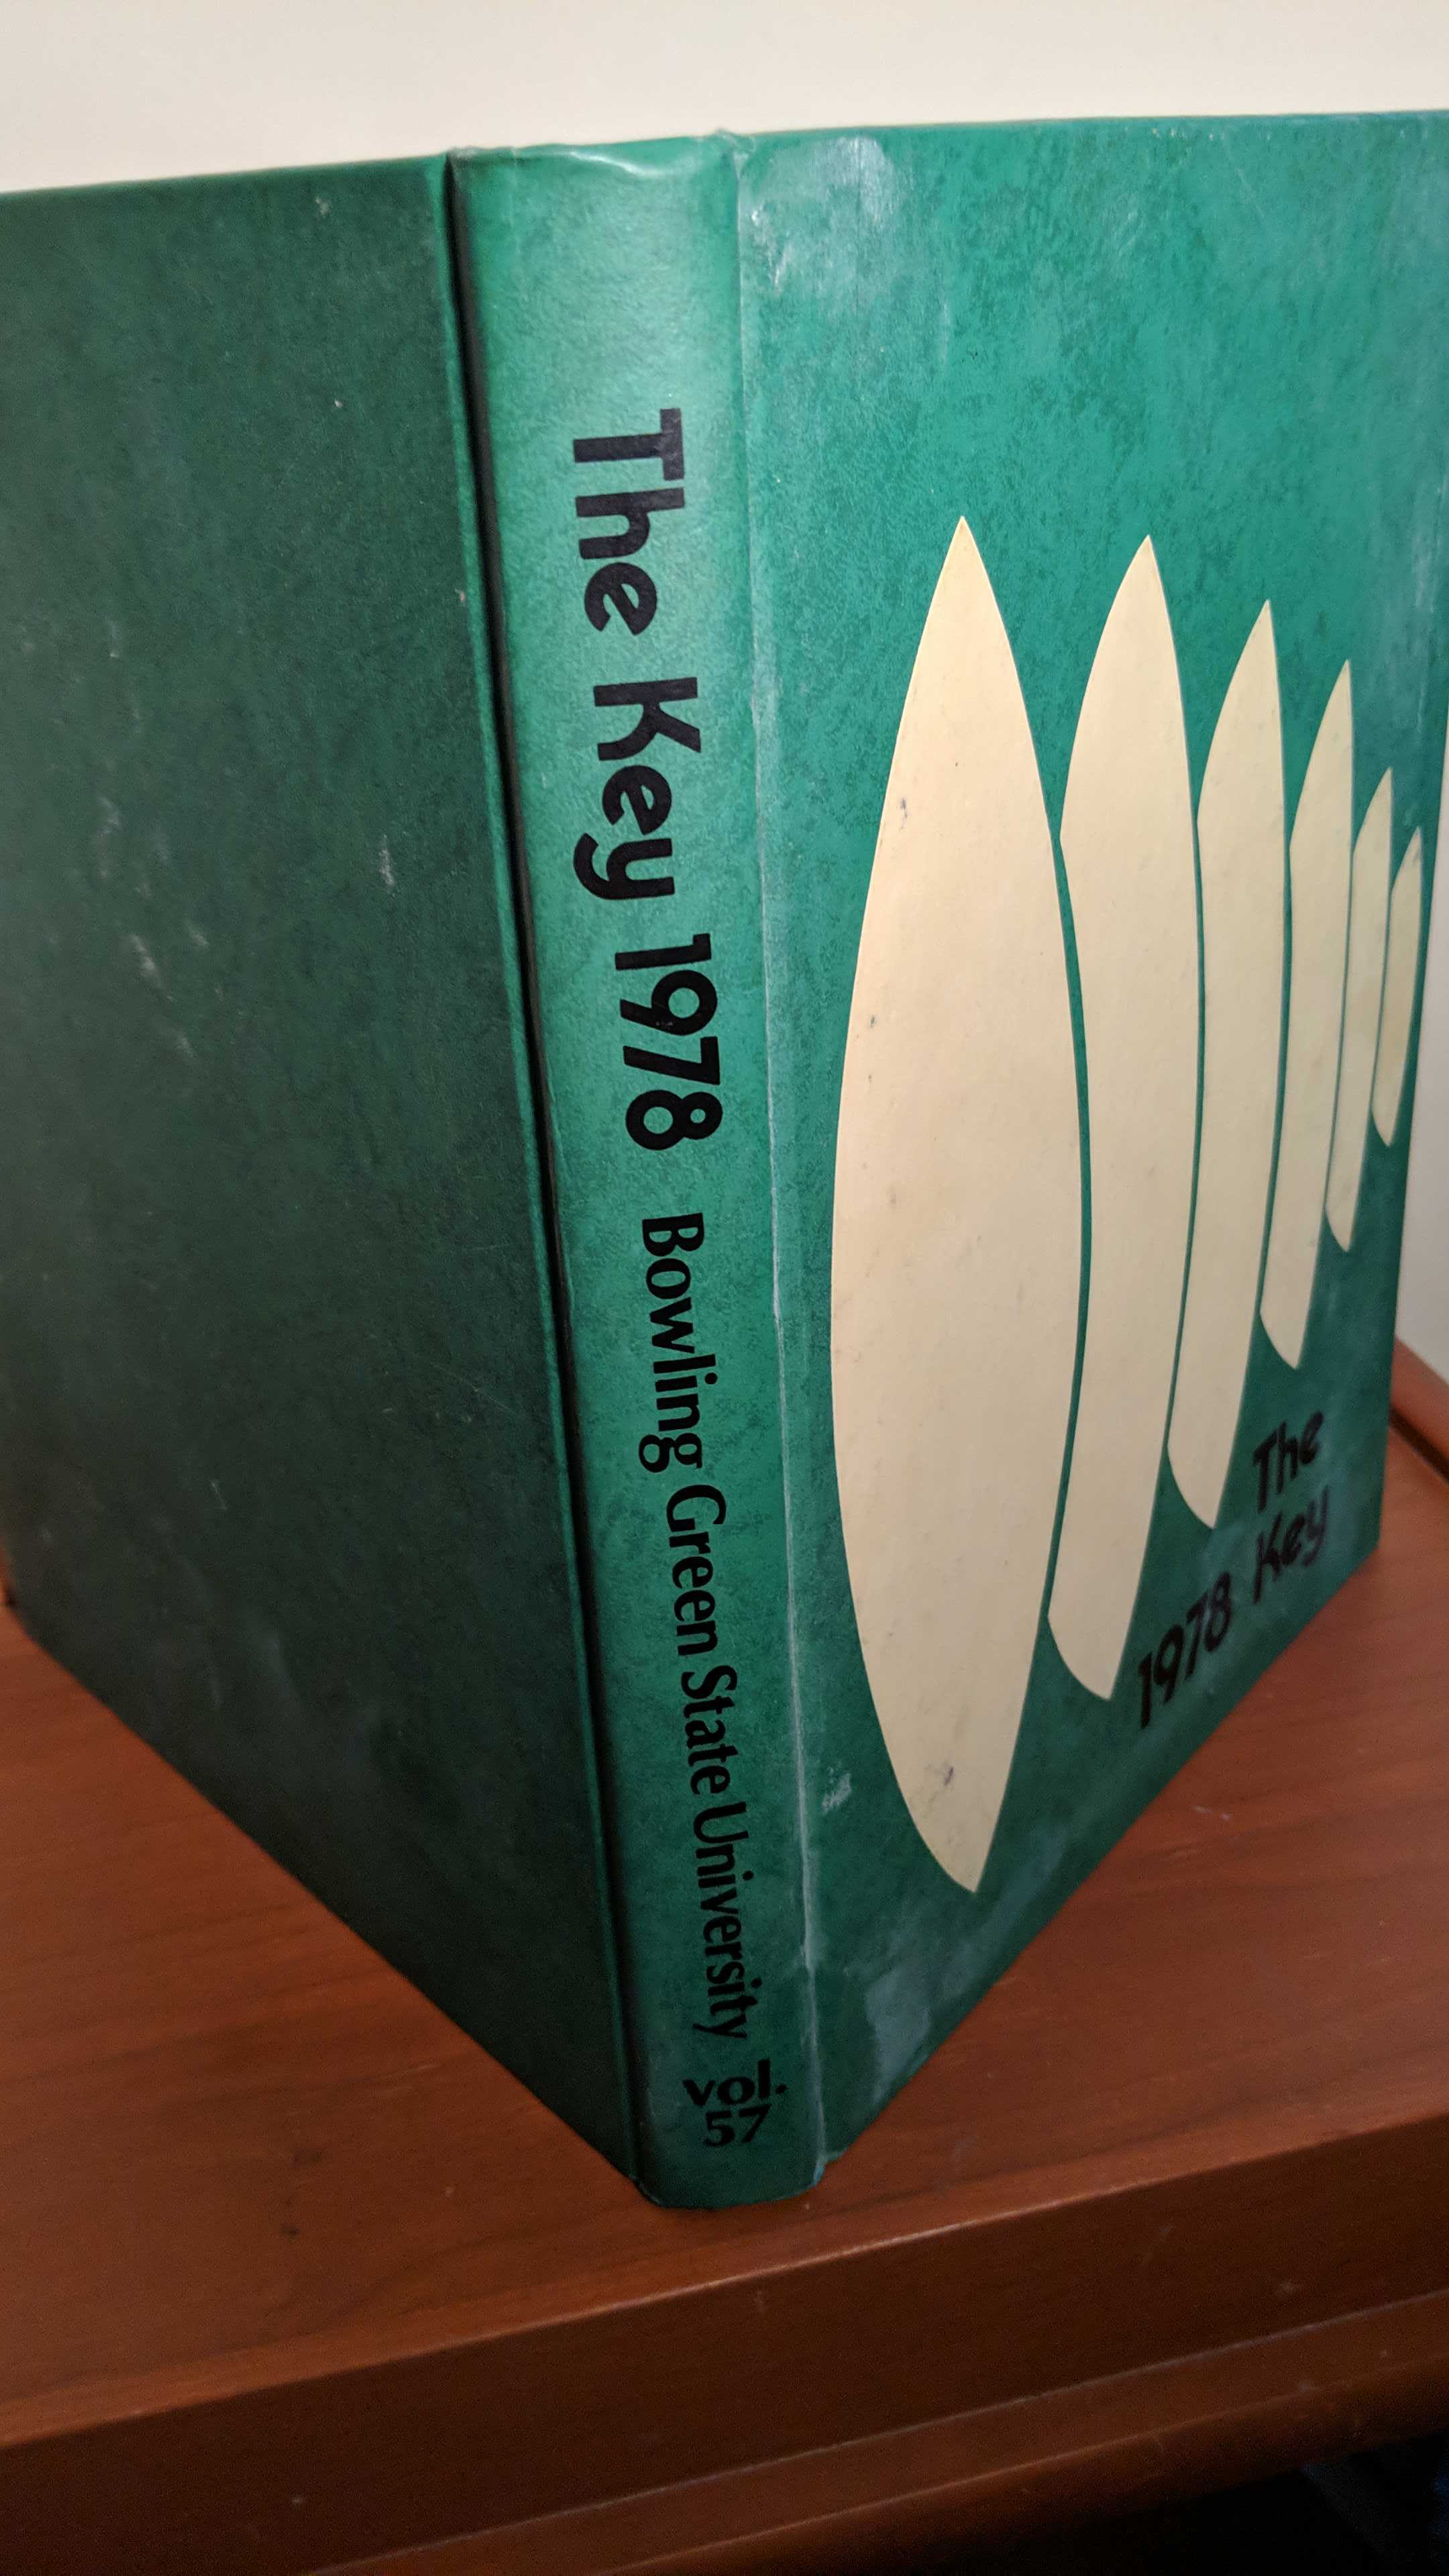 The Key 1978 Bowling Green State University
vol.
57
The
Key
1978